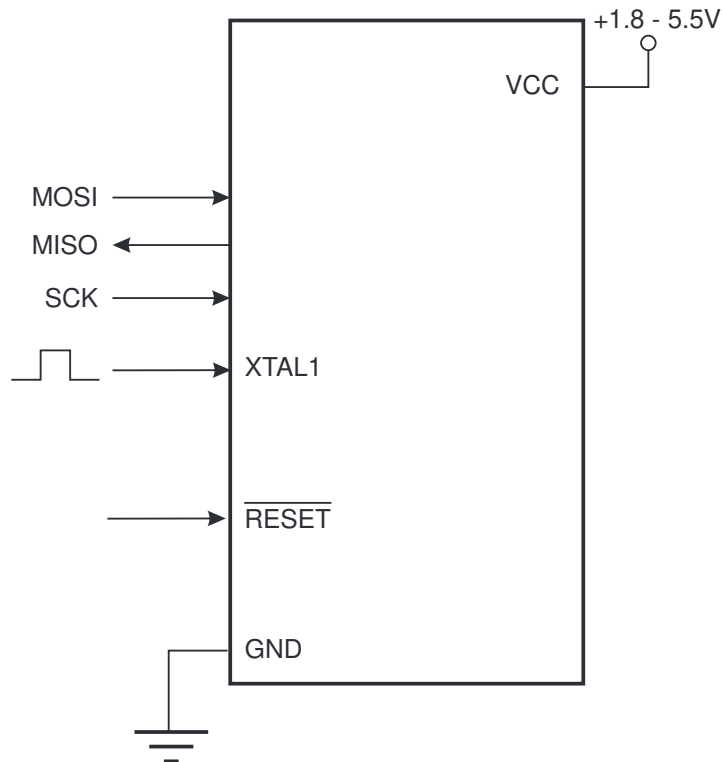 +1.8 - 5.5V
VCC
MOSI
MISO
SCK
XTAL1
RESET
GND